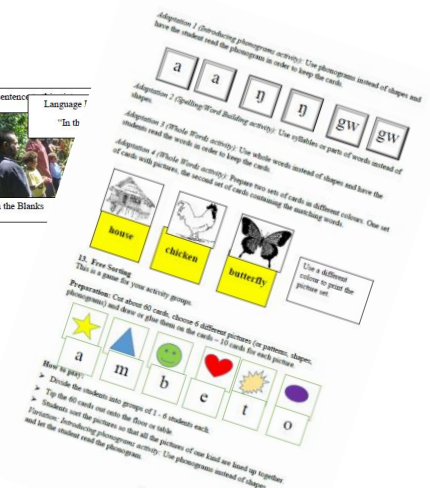 sentence
Language
"In th
the Blanks
Adaptation 1 (Introducing phonograms activity): Use phonograms instead of shapes and
have the student read the phonogram in order to keep the cards.
a a ŋ ŋ gw gw
Adaptation 2 (Spelling/Word Building activity): Use syllables or parts of words instead of
shapes.
Adaptation 3 (Whole Words activity): Use whole words instead of shapes and have the
students read the words in order to keep the cards.
Adaptation 4 (Whole Words activity): Prepare two sets of cards in different colours. One set
of cards with pictures, the second set of cards containing the matching words.
house
chicken
butterfly
Use a different
colour to print the
picture set.
13. Free Sorting
This is a game for your activity groups.
Preparation: Cut about 60 cards, choose 6 different pictures (or patterns, shapes,
phonograms) and draw or glue them on the cards – 10 cards for each picture.
a m b e t o
How to play:
➤ Divide the students into groups of 1 - 6 students each.
➤ Tip the 60 cards out onto the floor or table.
➤ Students sort the pictures so that all the pictures of one kind are lined up together.
Variation: Introducing phonograms activity: Use phonograms instead of shapes
and let the student read the phonogram.